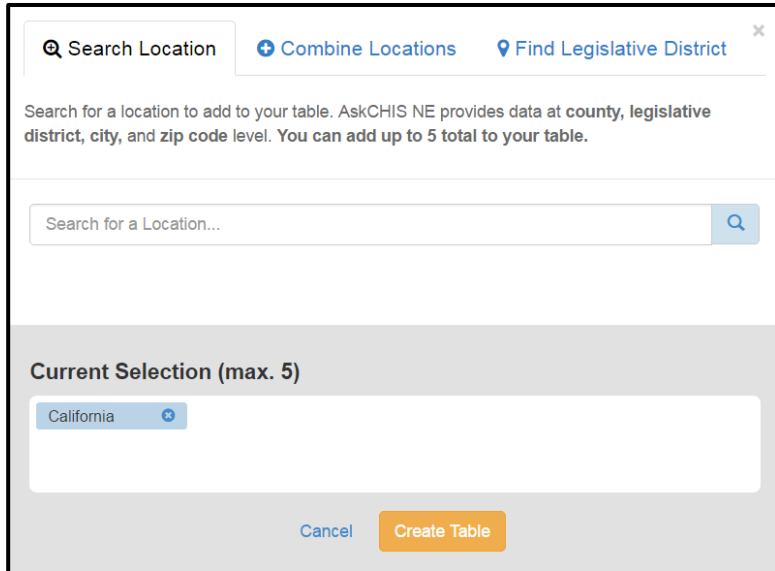 Search Location Combine Locations Find Legislative District ×
Search for a location to add to your table. AskCHIS NE provides data at county, legislative
district, city, and zip code level. You can add up to 5 total to your table.
Search for a Location...
Current Selection (max. 5)
California
Cancel Create Table